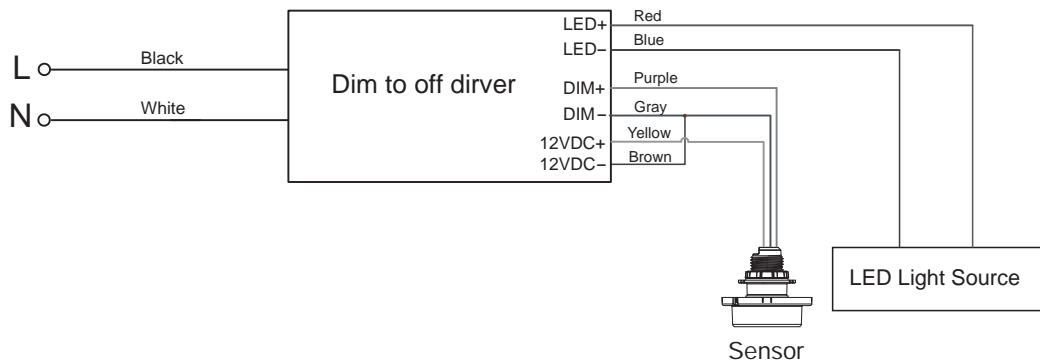 L
Black
N
White
Dim to off dirver
LED+
LED−
DIM+
DIM−
12VDC+
12VDC−
Red
Blue
Purple
Gray
Yellow
Brown
LED Light Source
Sensor